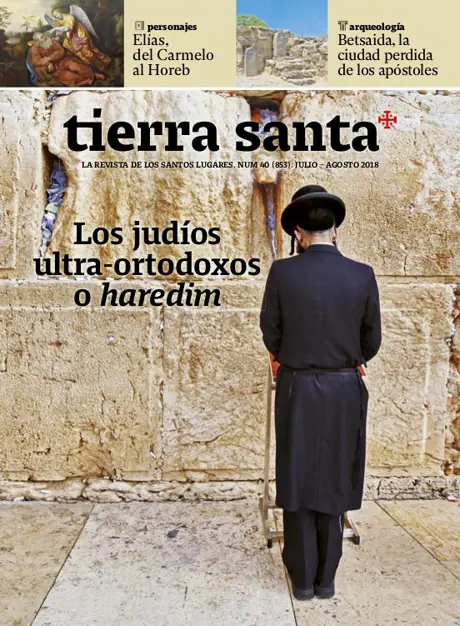 personajes
Elías,
del Carmelo
al Horeb
arqueología
Betsaida, la
ciudad perdida
de los apóstoles
tierra santa
LA REVISTA DE LOS SANTOS LUGARES. NUM 40 (853). JULIO – AGOSTO 2018
Los judíos
ultra-ortodoxos
o haredim